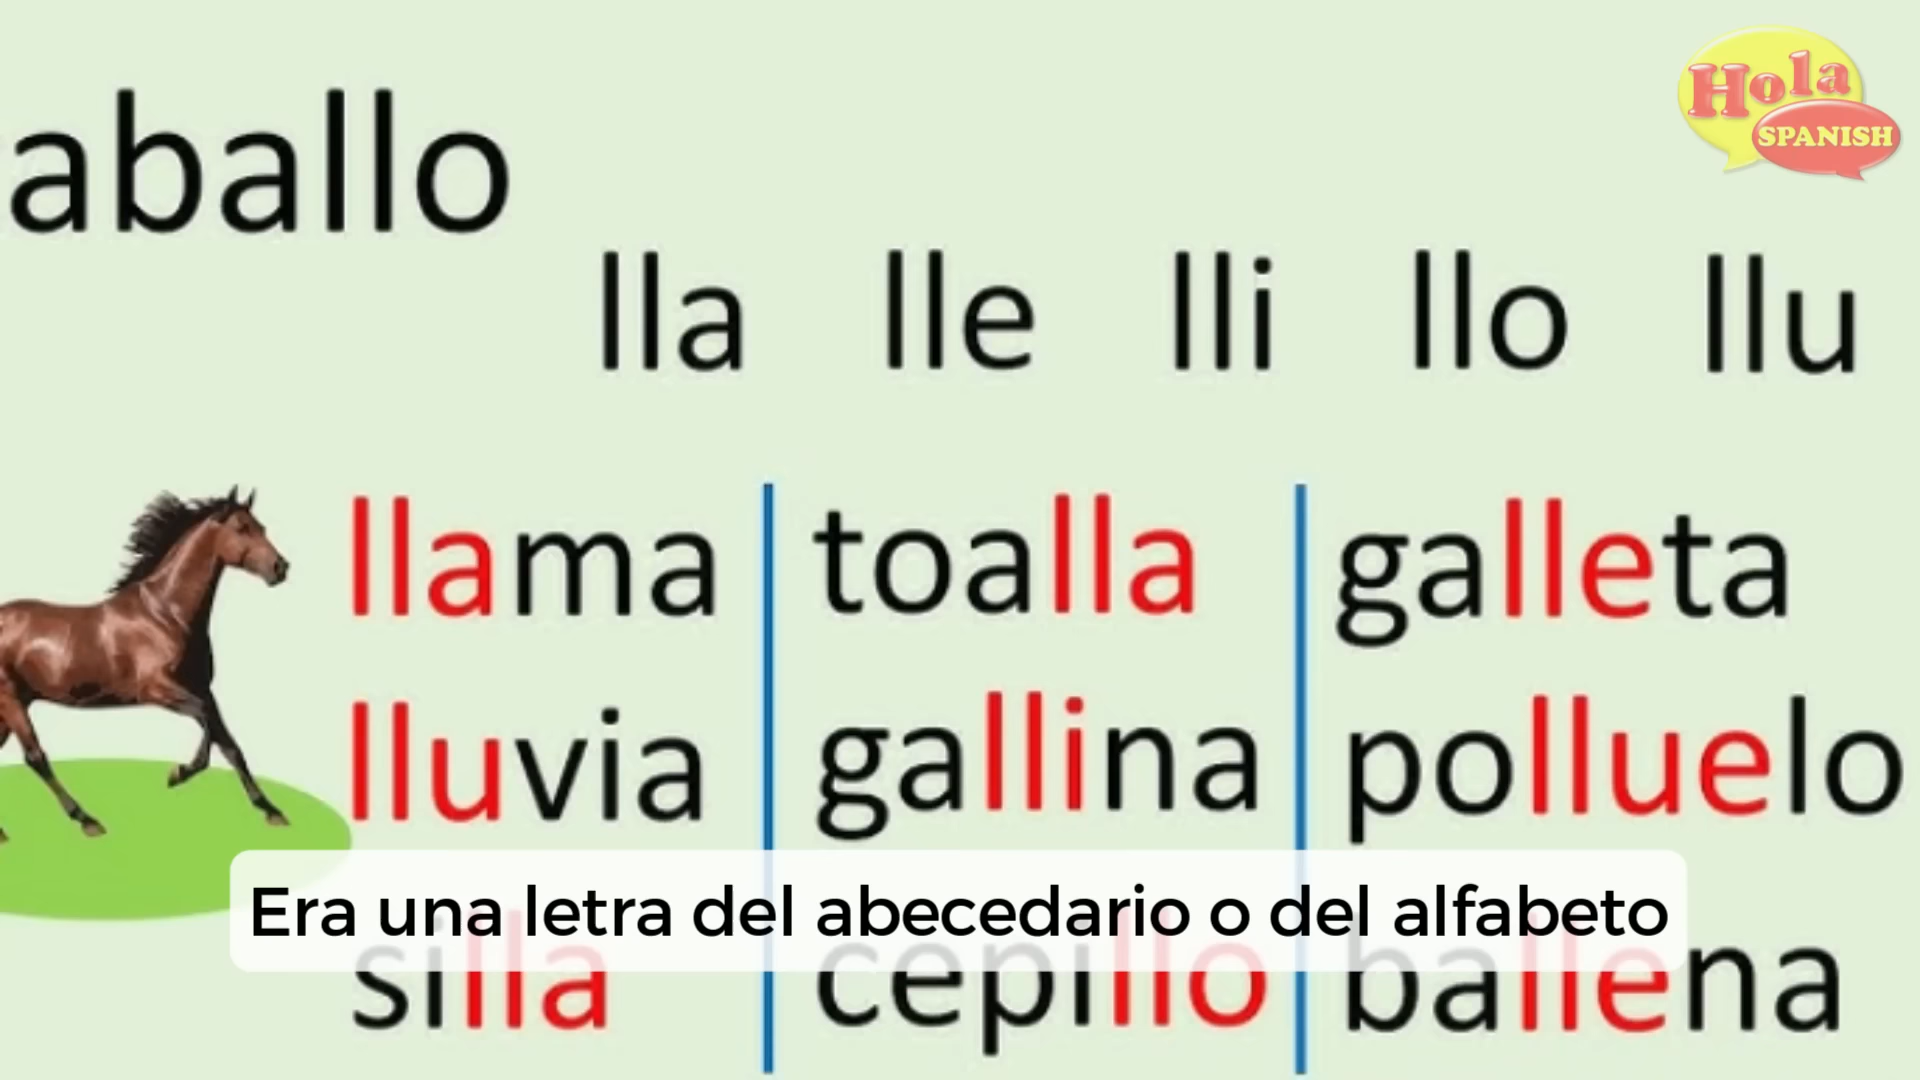 Hola
SPANISH
aballo
lla lle lli llo llu
llama toalla galleta
lluvia gallina polluelo
Era una letra del abecedario o del alfabeto
silla cepillo ballena